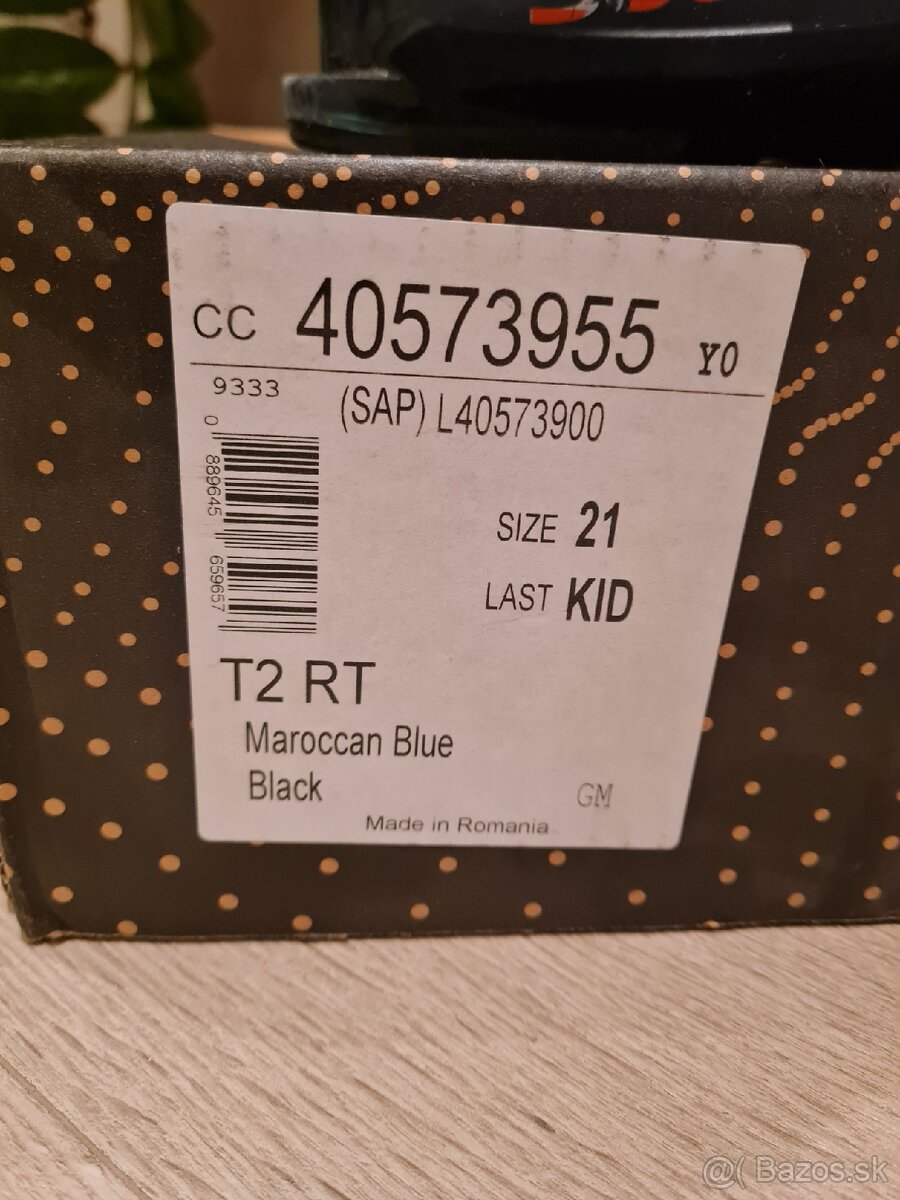 CC 40573955 Y0
9333
(SAP) L40573900
0 889645 659657
SIZE 21
LAST KID
T2 RT
Maroccan Blue
Black
GM
Made in Romania
@( Bazos.sk